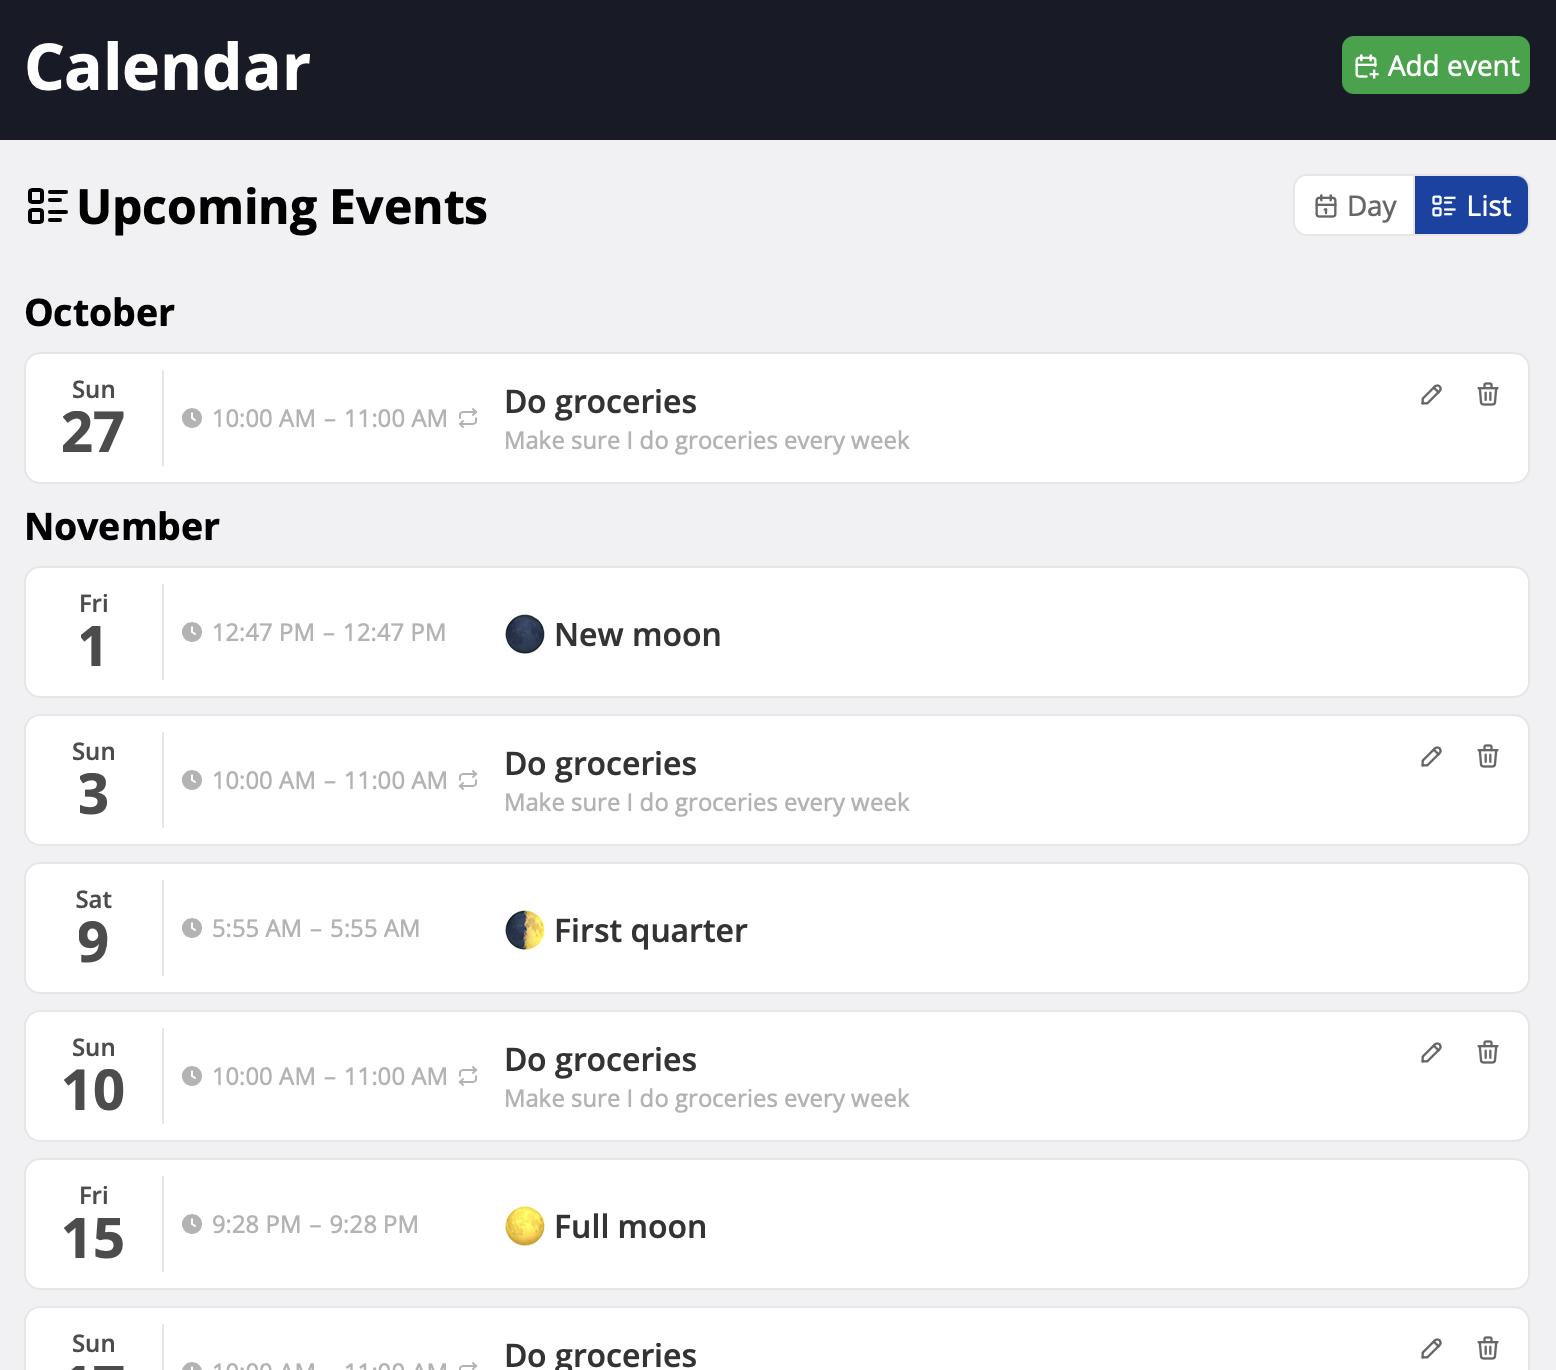 Calendar
Add event
Upcoming Events
Day
List
October
Sun
27
10:00 AM – 11:00 AM
Do groceries
Make sure I do groceries every week
November
Fri
1
12:47 PM – 12:47 PM
New moon
Sun
3
10:00 AM – 11:00 AM
Do groceries
Make sure I do groceries every week
Sat
9
5:55 AM – 5:55 AM
First quarter
Sun
10
10:00 AM – 11:00 AM
Do groceries
Make sure I do groceries every week
Fri
15
9:28 PM – 9:28 PM
Full moon
Sun
Do groceries